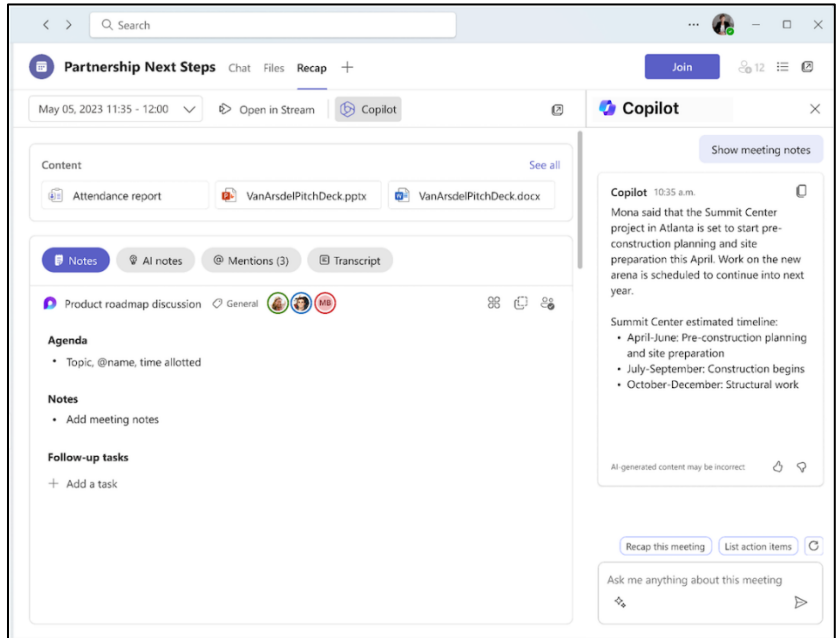 Search
Partnership Next Steps Chat Files Recap
Join 12
May 05, 2023 11:35 - 12:00 Open in Stream Copilot
Content See all
Attendance report VanArsdelPitchDeck.pptx VanArsdelPitchDeck.docx
Notes AI notes @ Mentions (3) Transcript
Product roadmap discussion General MB
Agenda
• Topic, @name, time allotted
Notes
• Add meeting notes
Follow-up tasks
+ Add a task
Copilot
Show meeting notes
Copilot 10:35 a.m.
Mona said that the Summit Center
project in Atlanta is set to start pre-
construction planning and site
preparation this April. Work on the new
arena is scheduled to continue into next
year.
Summit Center estimated timeline:
• April-June: Pre-construction planning
and site preparation
• July-September: Construction begins
• October-December: Structural work
AI-generated content may be incorrect
Recap this meeting List action items
Ask me anything about this meeting